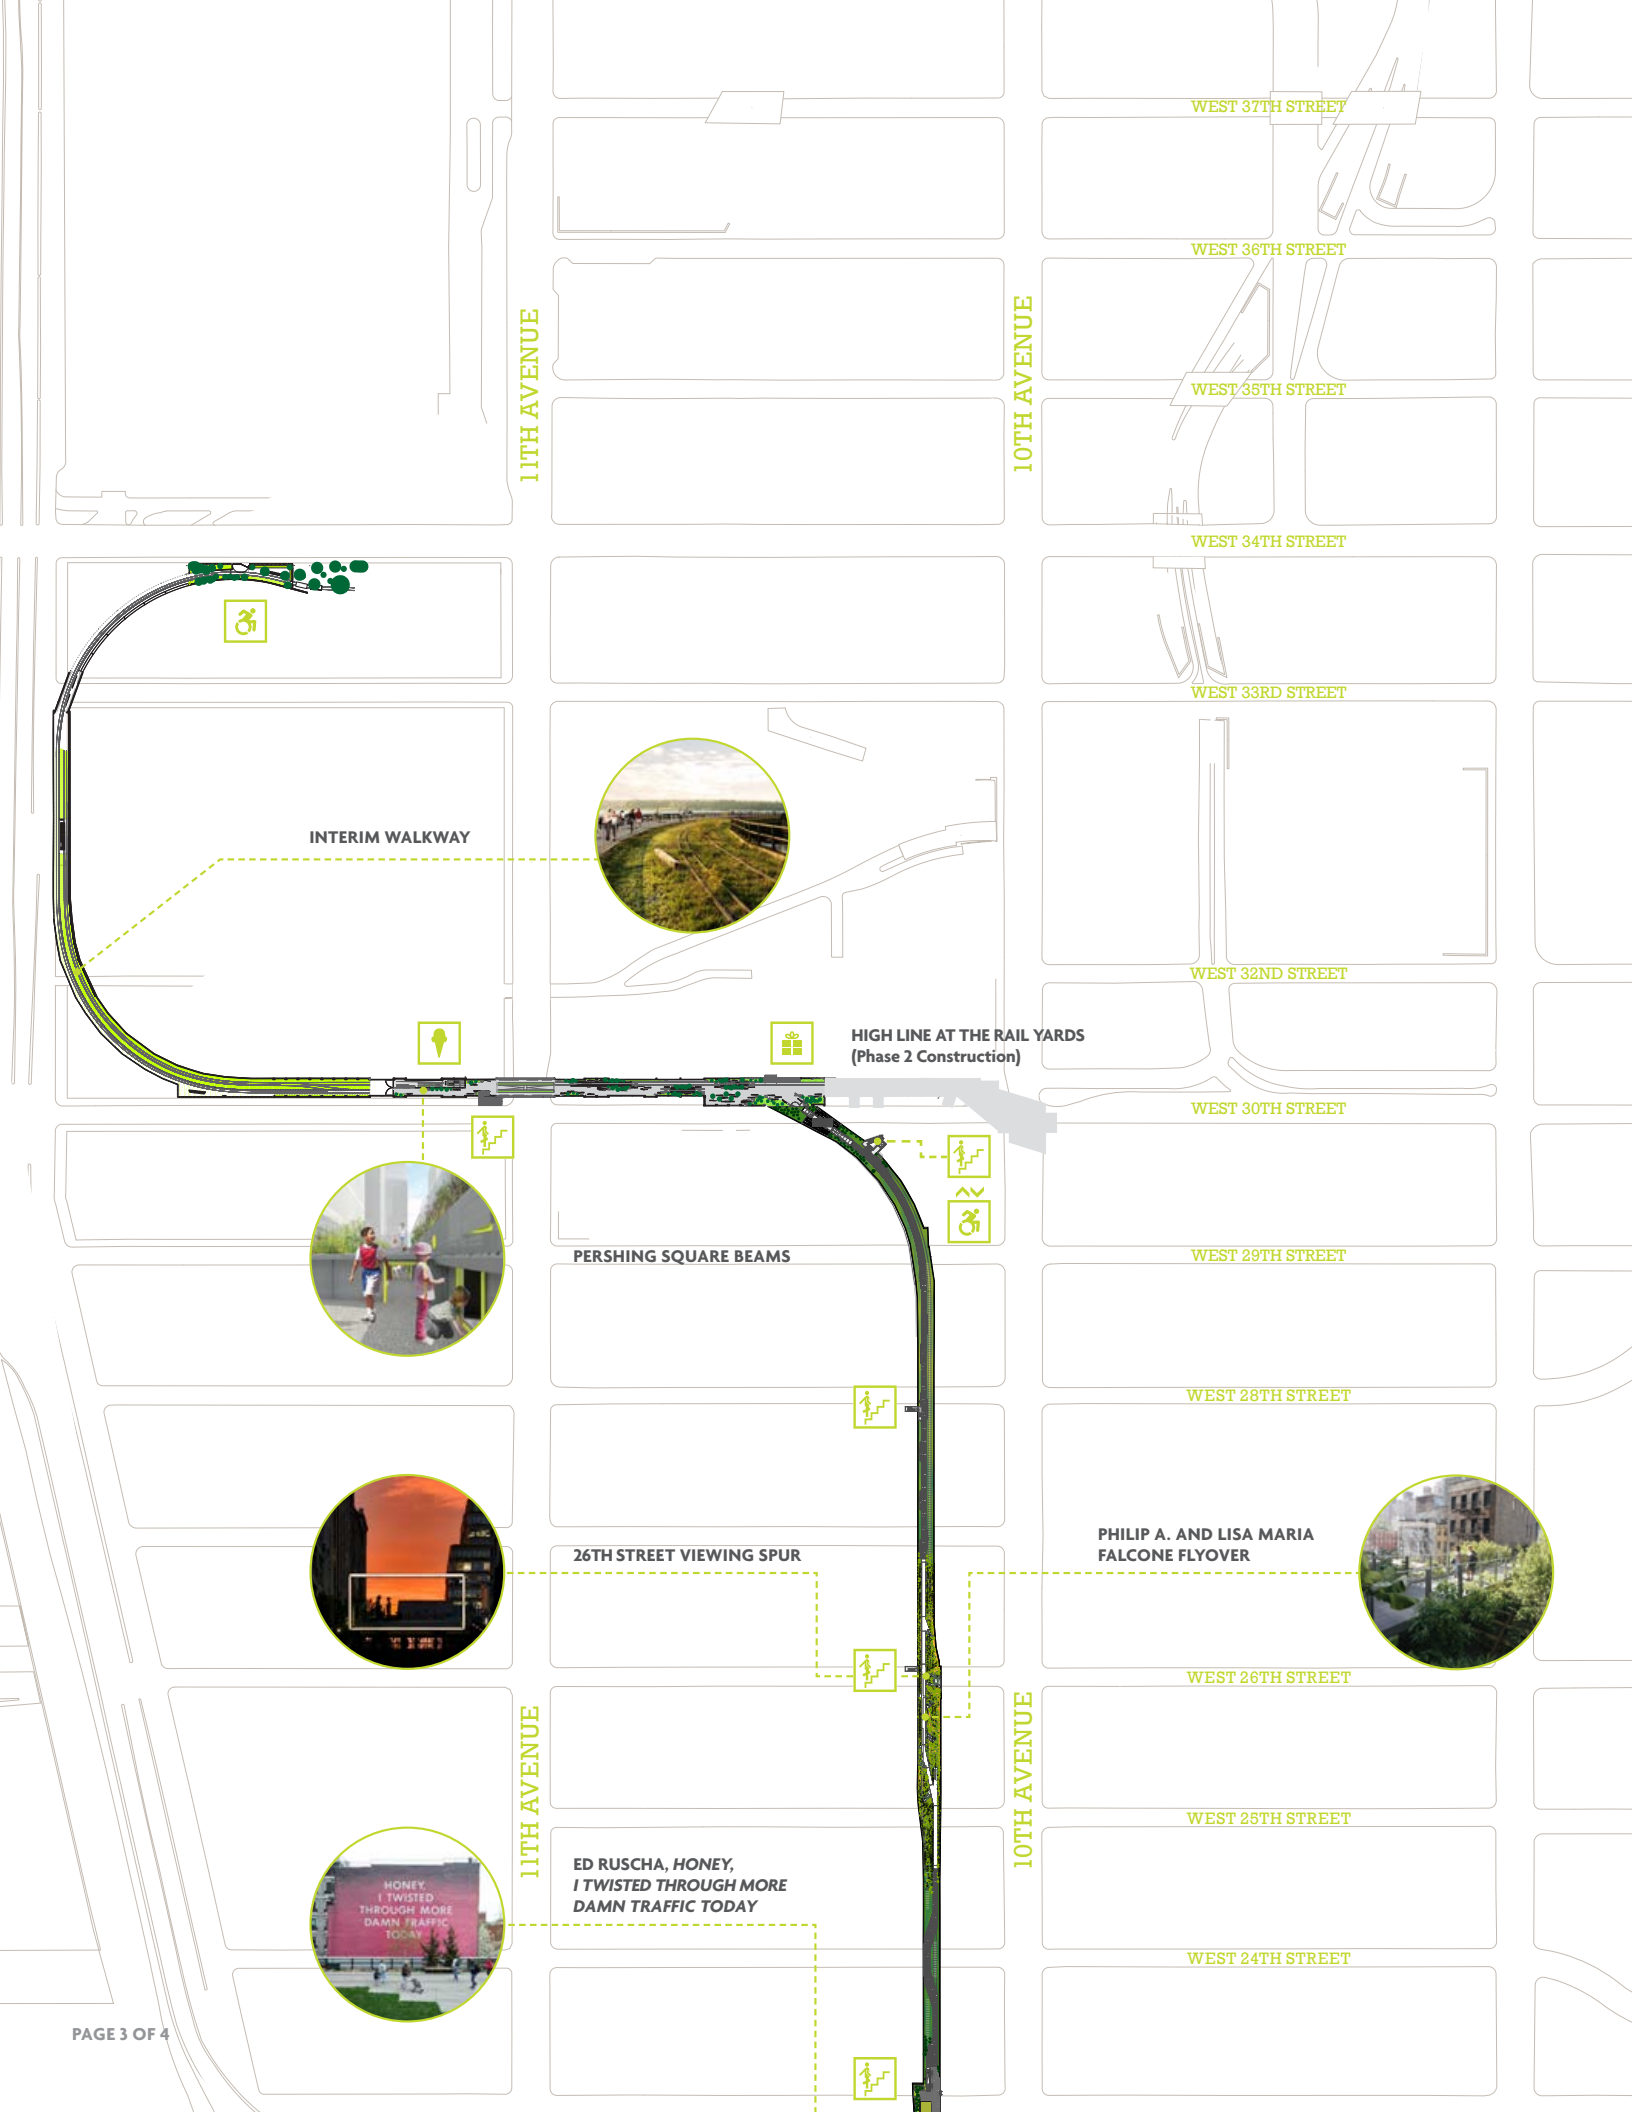 WEST 37TH STREET
WEST 36TH STREET
11TH AVENUE
10TH AVENUE
WEST 35TH STREET
WEST 34TH STREET
WEST 33RD STREET
INTERIM WALKWAY
WEST 32ND STREET
HIGH LINE AT THE RAIL YARDS
(Phase 2 Construction)
WEST 30TH STREET
PERSHING SQUARE BEAMS
WEST 29TH STREET
WEST 28TH STREET
26TH STREET VIEWING SPUR
PHILIP A. AND LISA MARIA
FALCONE FLYOVER
WEST 26TH STREET
11TH AVENUE
10TH AVENUE
WEST 25TH STREET
ED RUSCHA, HONEY,
I TWISTED THROUGH MORE
DAMN TRAFFIC TODAY
HONEY,
I TWISTED
THROUGH MORE
DAMN TRAFFIC
TODAY
WEST 24TH STREET
PAGE 3 OF 4